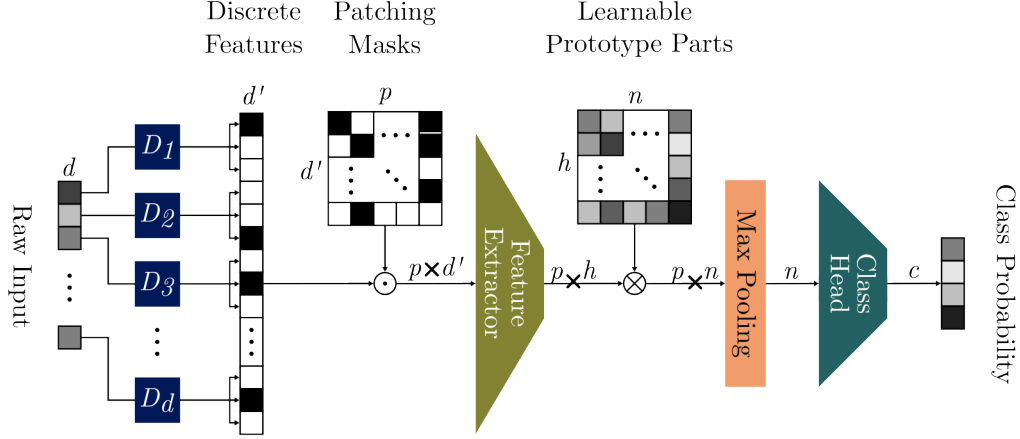 Discrete
Features
Patching
Masks
Learnable
Prototype Parts
d'
p
n
d
d'
h
D1
D2
D3
Dd
Raw Input
p×d'
Feature
Extractor
p×h
p×n
Max Pooling
n
Class
Head
c
Class Probability